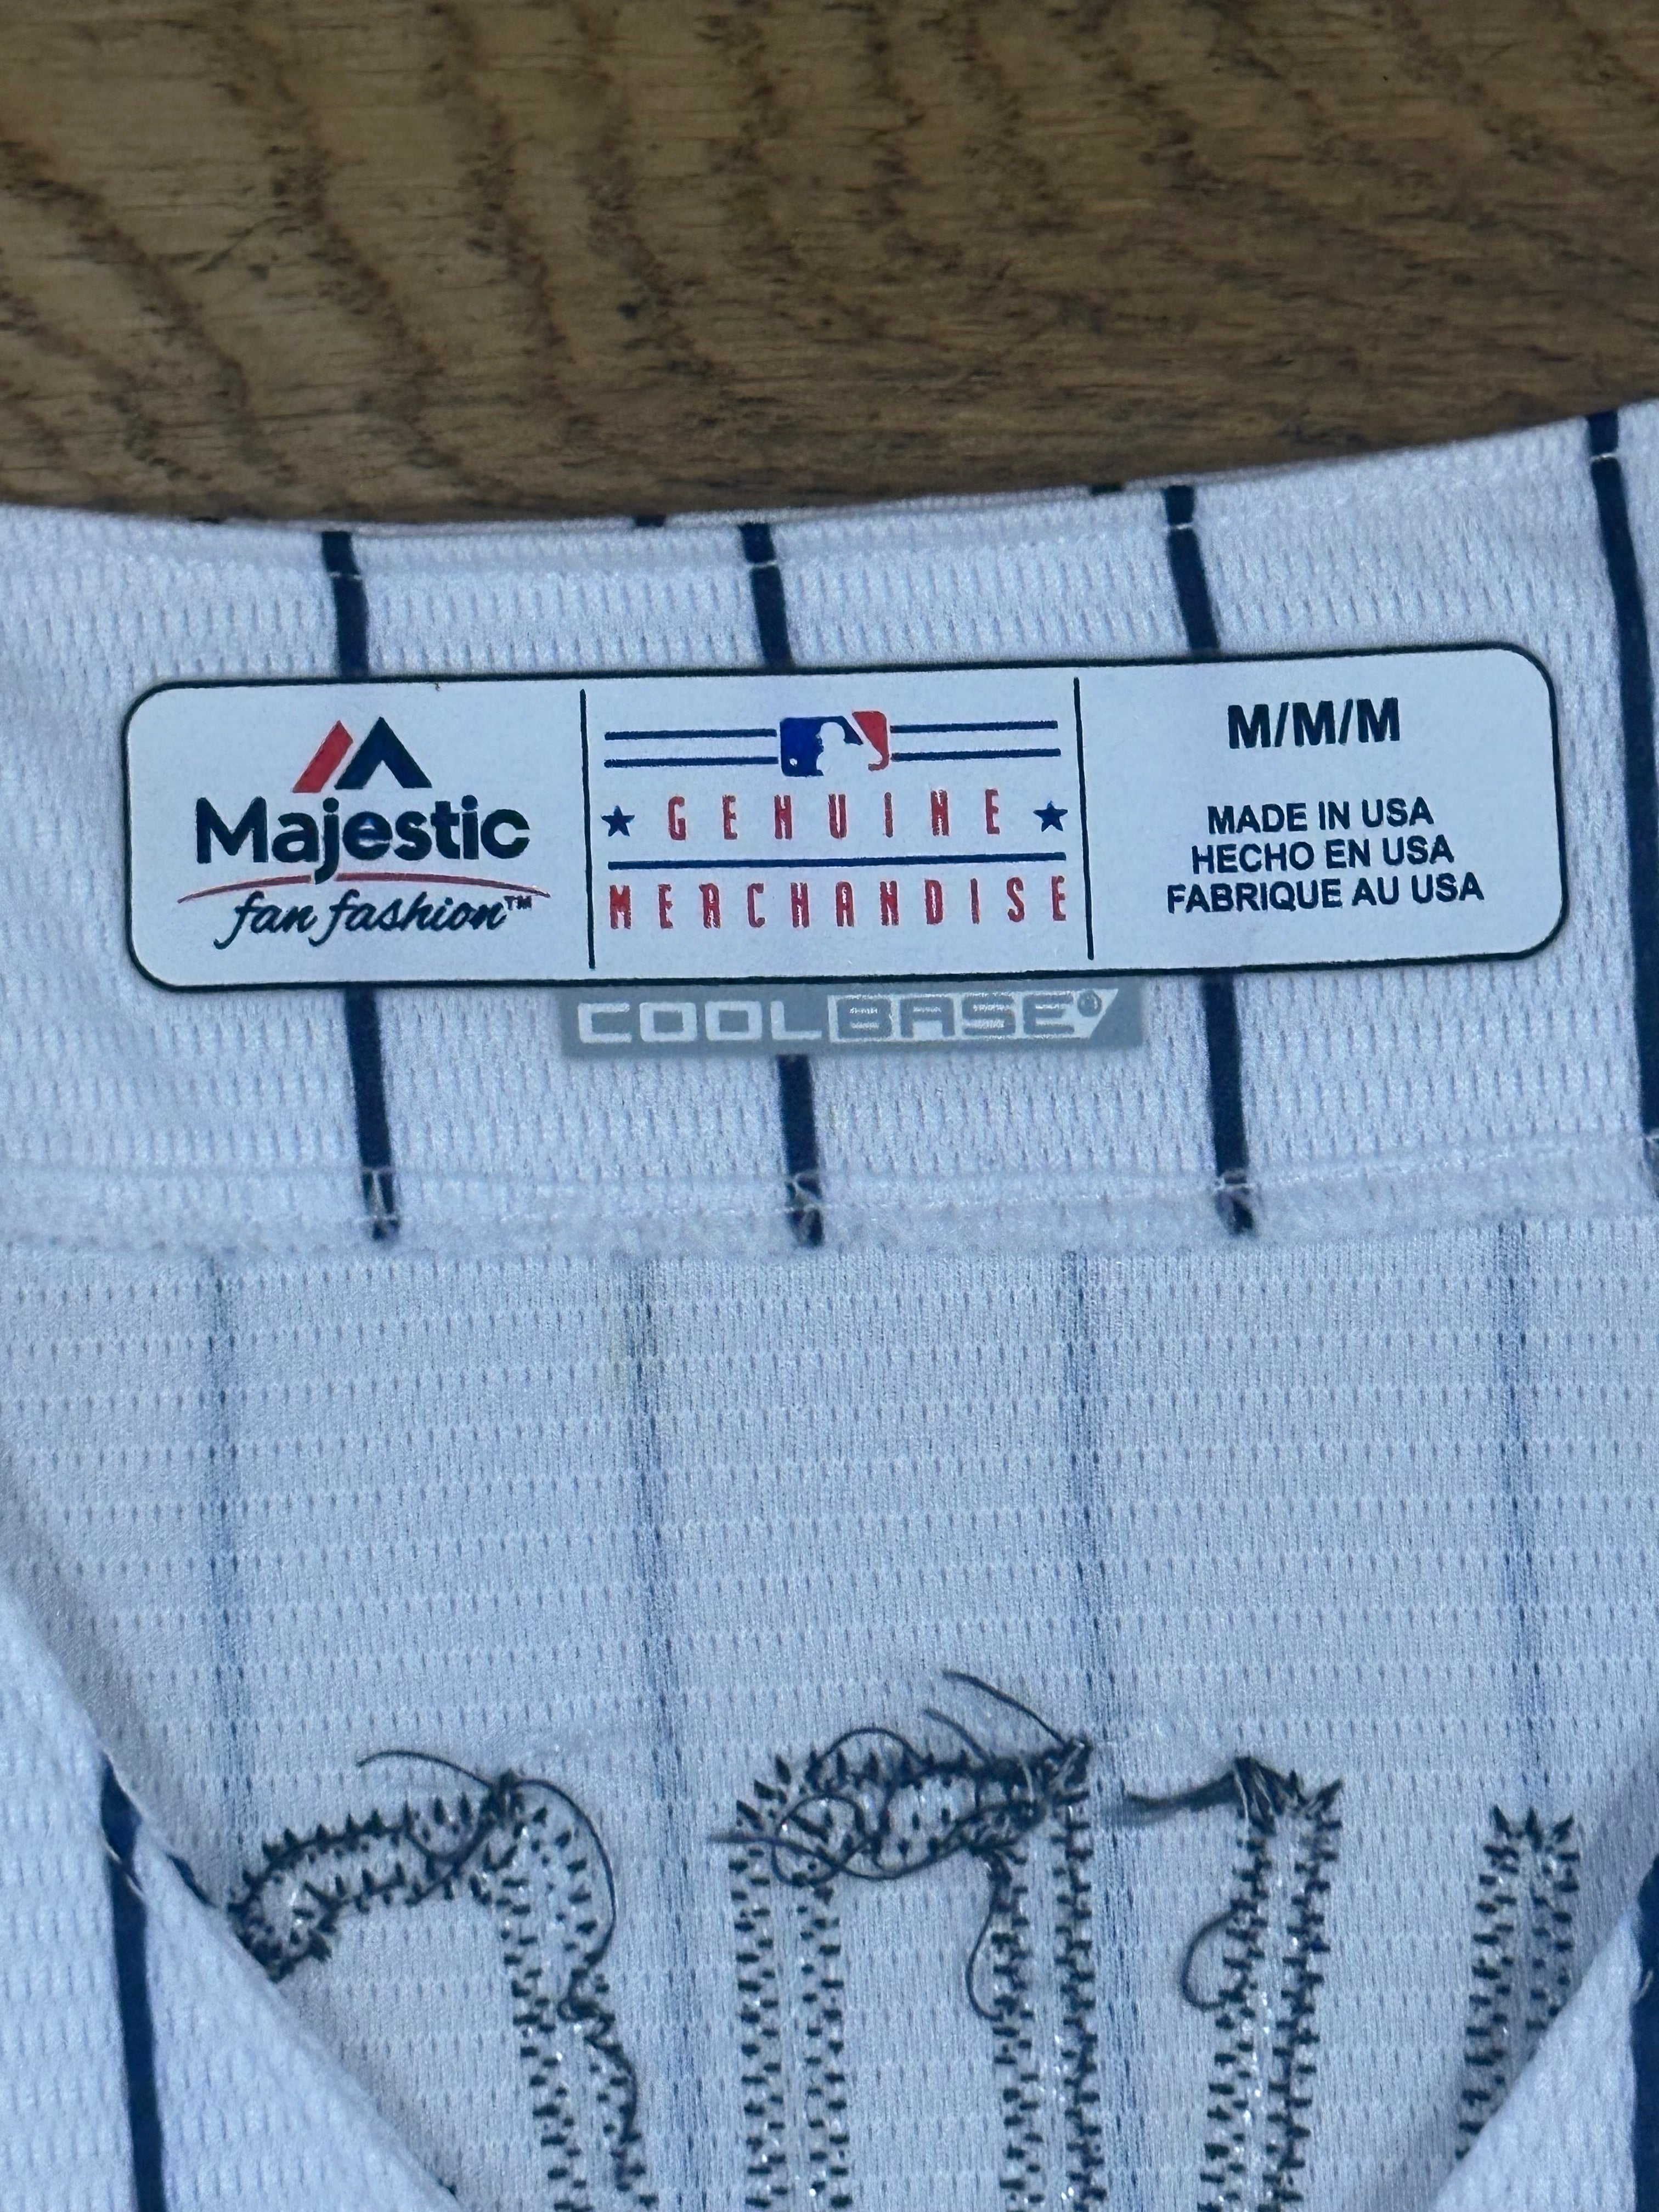 Majestic
fan fashion™
GENUINE
MERCHANDISE
M/M/M
MADE IN USA
HECHO EN USA
FABRIQUE AU USA
COOLBASE®